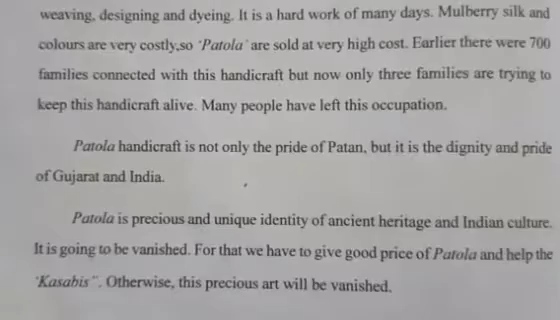 weaving, designing and dyeing. It is a hard work of many days. Mulberry silk and
colours are very costly,so 'Patola' are sold at very high cost. Earlier there were 700
families connected with this handicraft but now only three families are trying to
keep this handicraft alive. Many people have left this occupation.
Patola handicraft is not only the pride of Patan, but it is the dignity and pride
of Gujarat and India.
Patola is precious and unique identity of ancient heritage and Indian culture.
It is going to be vanished. For that we have to give good price of Patola and help the
'Kasabis". Otherwise, this precious art will be vanished.